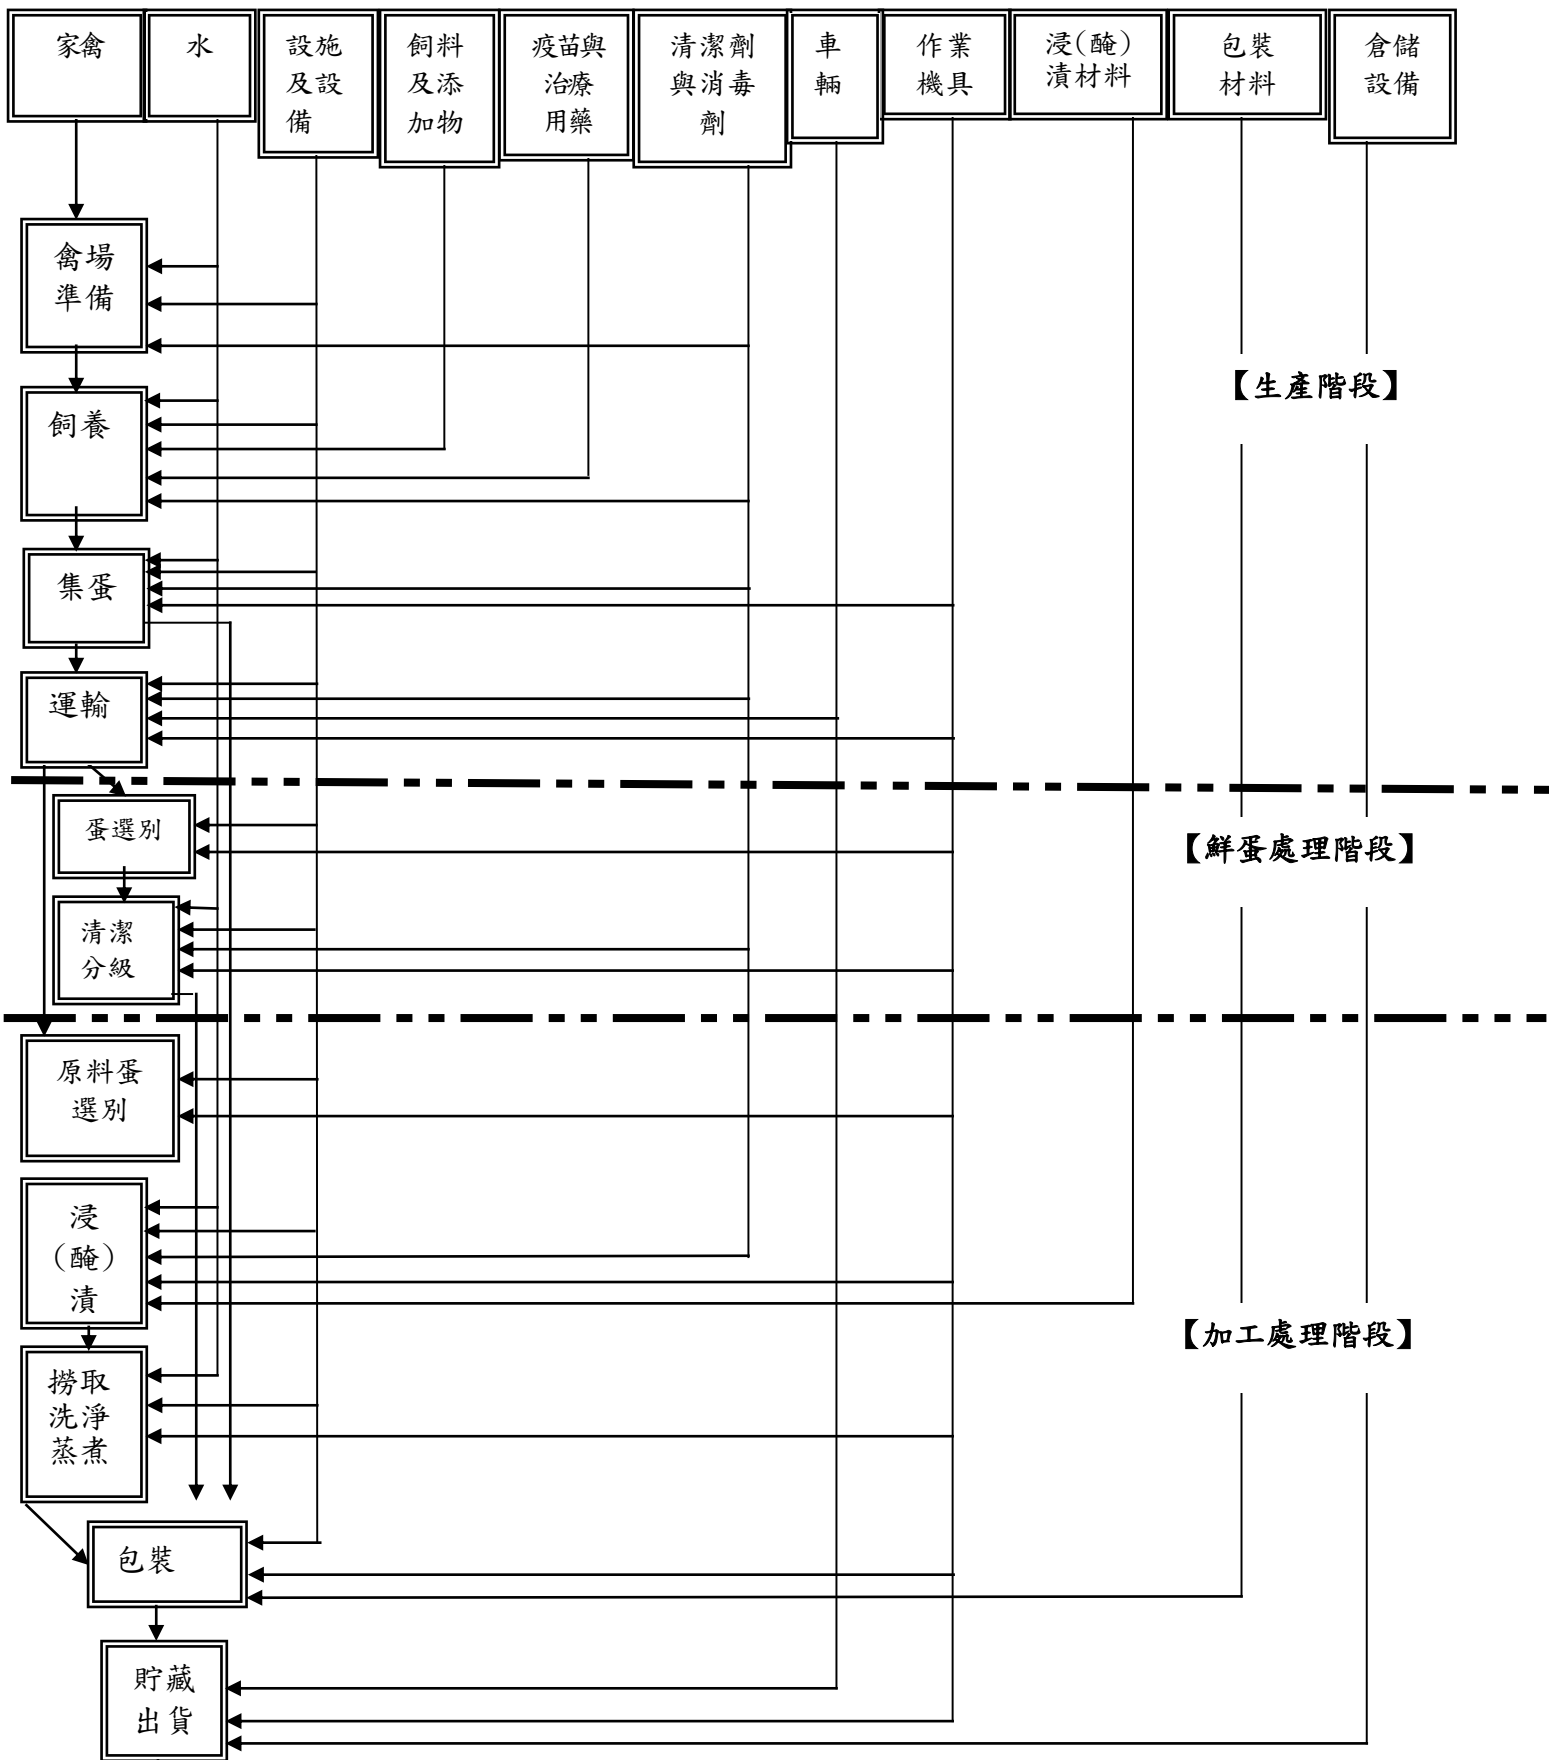 家禽
水
設施
及設
備
飼料
及添
加物
疫苗與
治療
用藥
清潔劑
與消毒
劑
車
輛
作業
機具
浸(醃)
漬材料
包裝
材料
倉儲
設備
禽場
準備
【生產階段】
飼養
集蛋
運輸
蛋選別
【鮮蛋處理階段】
清潔
分級
原料蛋
選別
浸
(醃)
漬
【加工處理階段】
撈取
洗淨
蒸煮
包裝
貯藏
出貨